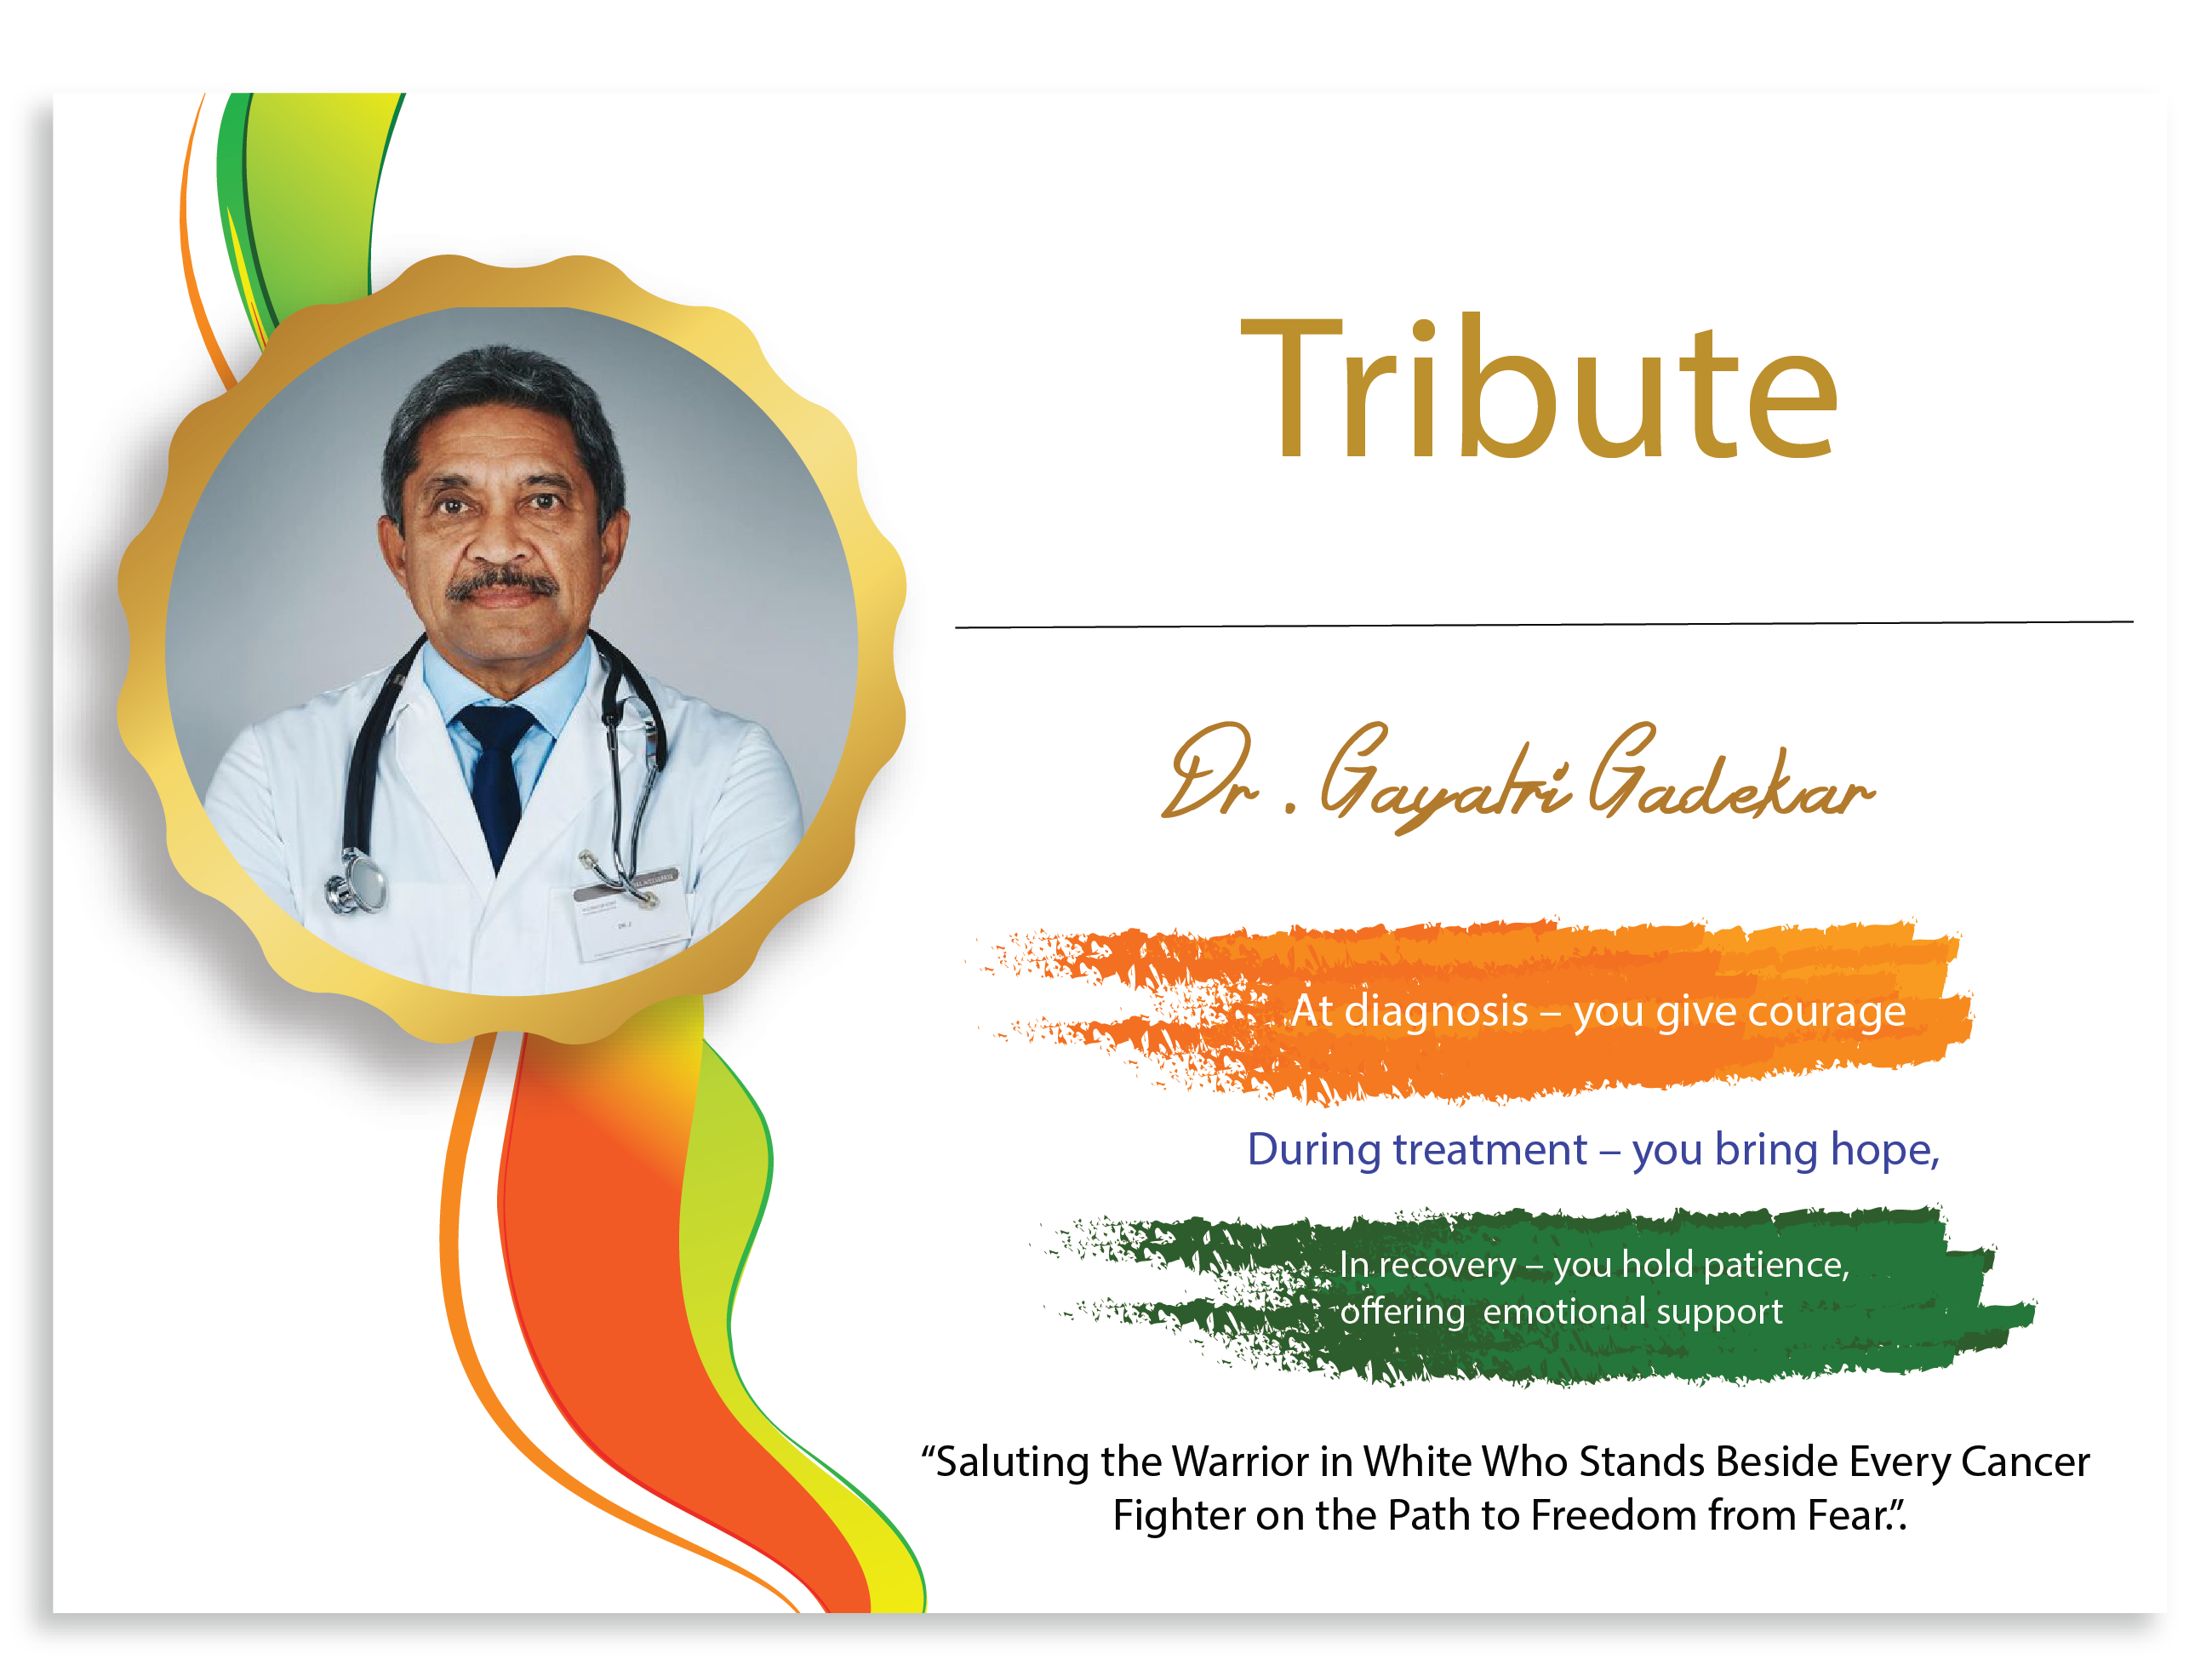 Tribute
Dr . Gayatri Gadekar
At diagnosis – you give courage
During treatment – you bring hope,
In recovery – you hold patience,
offering emotional support
“Saluting the Warrior in White Who Stands Beside Every Cancer
Fighter on the Path to Freedom from Fear.”.